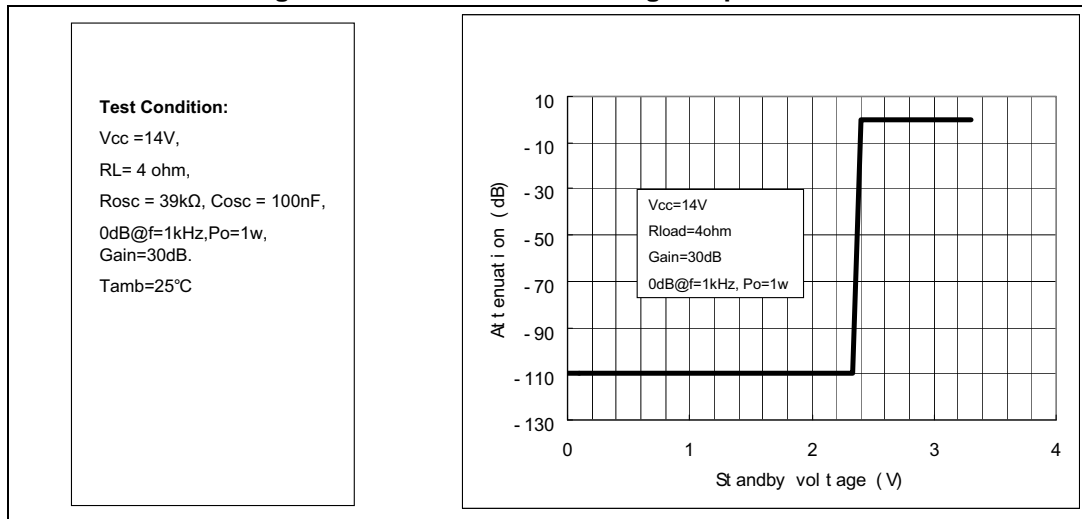 Test Condition:
Vcc =14V,
RL= 4 ohm,
Rosc = 39kΩ, Cosc = 100nF,
0dB@f=1kHz,Po=1w,
Gain=30dB.
Tamb=25°C
10
-10
-30
-50
-70
-90
-110
-130
Attenuation (dB)
Vcc=14V
Rload=4ohm
Gain=30dB
0dB@f=1kHz, Po=1w
0 1 2 3 4
Standby voltage (V)